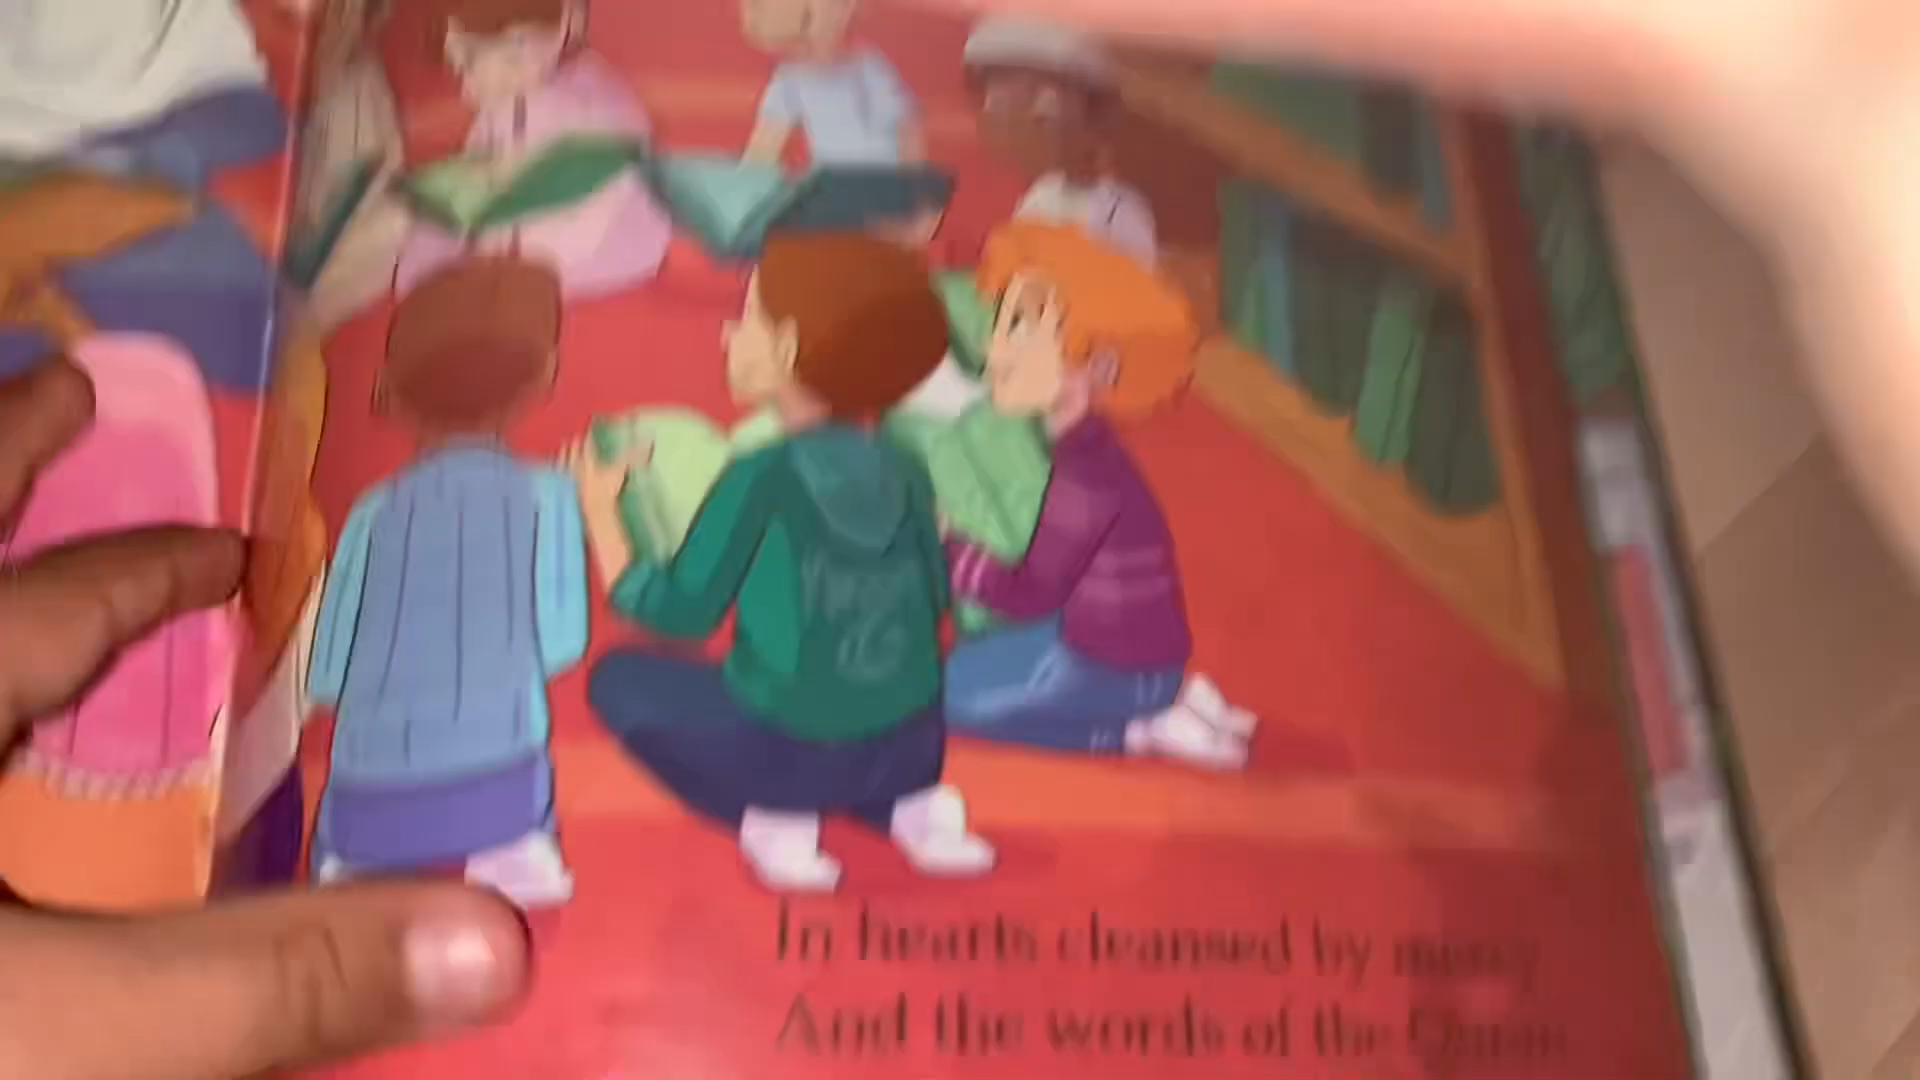 In hearts cleansed by mercy
And the words of the Quran